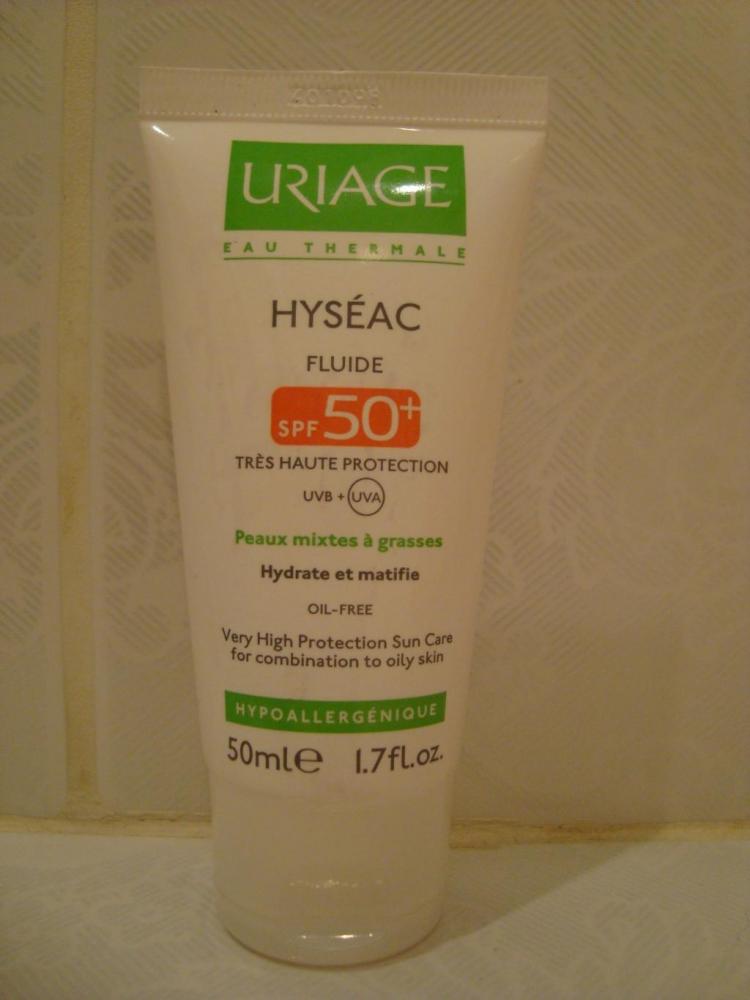 URIAGE
EAU THERMALE
HYSÉAC
FLUIDE
SPF 50+
TRÈS HAUTE PROTECTION
UVB + UVA
Peaux mixtes à grasses
Hydrate et matifie
OIL-FREE
Very High Protection Sun Care
for combination to oily skin
HYPOALLERGÉNIQUE
50ml℮ 1.7fl.oz.